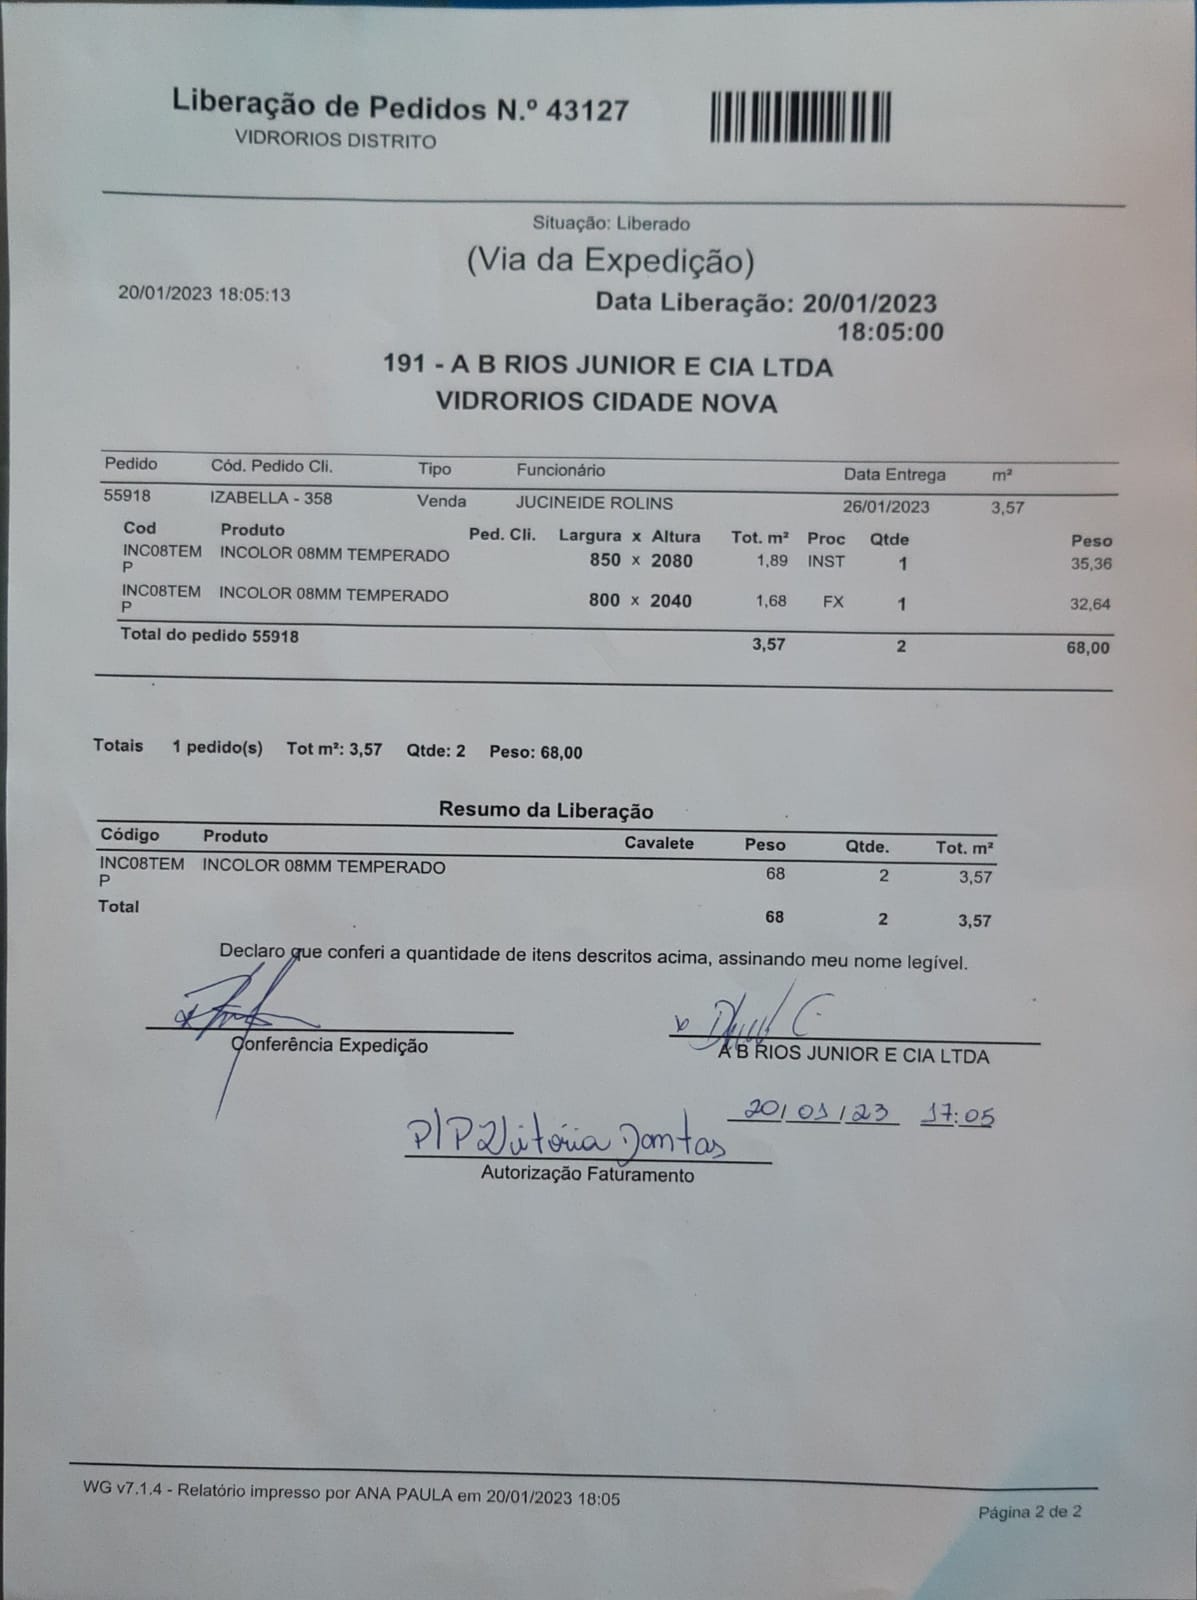 Liberação de Pedidos N.º 43127
VIDRORIOS DISTRITO
Situação: Liberado
(Via da Expedição)
20/01/2023 18:05:13
Data Liberação: 20/01/2023
18:05:00
191 - A B RIOS JUNIOR E CIA LTDA
VIDRORIOS CIDADE NOVA
Pedido Cód. Pedido Cli. Tipo Funcionário Data Entrega m²
55918 IZABELLA - 358 Venda JUCINEIDE ROLINS 26/01/2023 3,57
Cod Produto Ped. Cli. Largura x Altura Tot. m² Proc Qtde Peso
INC08TEM INCOLOR 08MM TEMPERADO 850 x 2080 1,89 INST 1 35,36
P
INC08TEM INCOLOR 08MM TEMPERADO 800 x 2040 1,68 FX 1 32,64
P
Total do pedido 55918 3,57 2 68,00
Totais 1 pedido(s) Tot m²: 3,57 Qtde: 2 Peso: 68,00
Resumo da Liberação
Código Produto Cavalete Peso Qtde. Tot. m²
INC08TEM INCOLOR 08MM TEMPERADO 68 2 3,57
P
Total 68 2 3,57
Declaro que conferi a quantidade de itens descritos acima, assinando meu nome legível.
Conferência Expedição
A B RIOS JUNIOR E CIA LTDA
20/01/23 17:05
P/P Vitória Dantas
Autorização Faturamento
WG v7.1.4 - Relatório impresso por ANA PAULA em 20/01/2023 18:05
Página 2 de 2